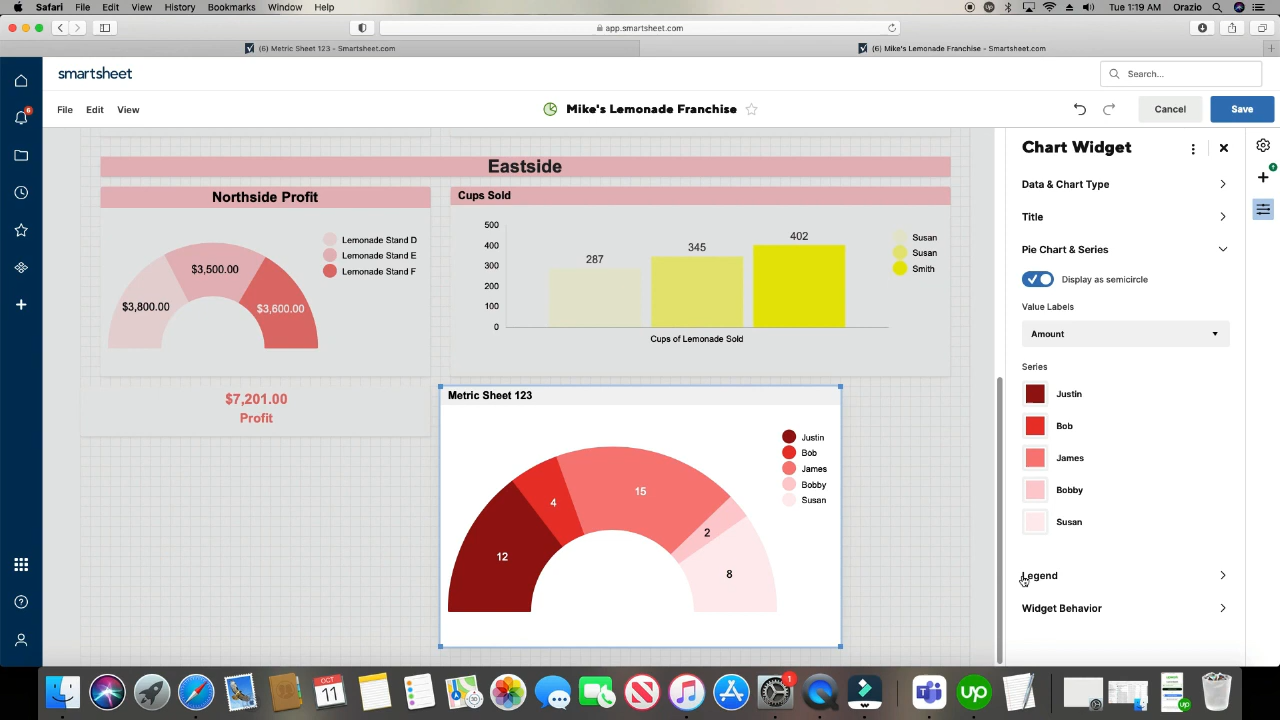 Safari File Edit View History Bookmarks Window Help Tue 1:19 AM Orazio
app.smartsheet.com
(6) Metric Sheet 123 - Smartsheet.com (6) Mike's Lemonade Franchise - Smartsheet.com
smartsheet Search...
File Edit View Mike's Lemonade Franchise Cancel Save
Eastside
Northside Profit
Lemonade Stand D
Lemonade Stand E
Lemonade Stand F
$3,500.00
$3,800.00
$3,600.00
Cups Sold
500
400
300
200
100
0
287
345
402
Cups of Lemonade Sold
Susan
Susan
Smith
$7,201.00
Profit
Metric Sheet 123
Justin
Bob
James
Bobby
Susan
12
4
15
2
8
Chart Widget
Data & Chart Type
Title
Pie Chart & Series
Display as semicircle
Value Labels
Amount
Series
Justin
Bob
James
Bobby
Susan
Legend
Widget Behavior
OCT
11
1
up